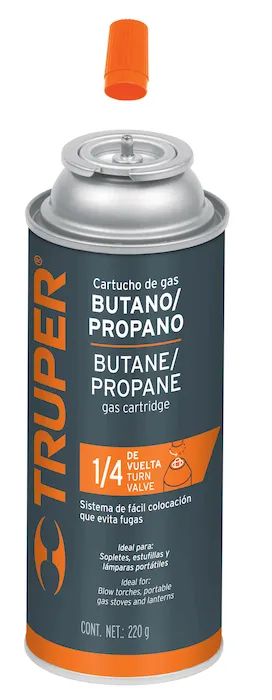 TRUPER®
Cartucho de gas
BUTANO/
PROPANO
BUTANE/
PROPANE
gas cartridge
1/4 DE
VUELTA
TURN
VALVE
Sistema de fácil colocación
que evita fugas
Ideal para:
Sopletes, estufillas y
lámparas portátiles
Ideal for:
Blow torches, portable
gas stoves and lanterns
CONT. NET.: 220 g